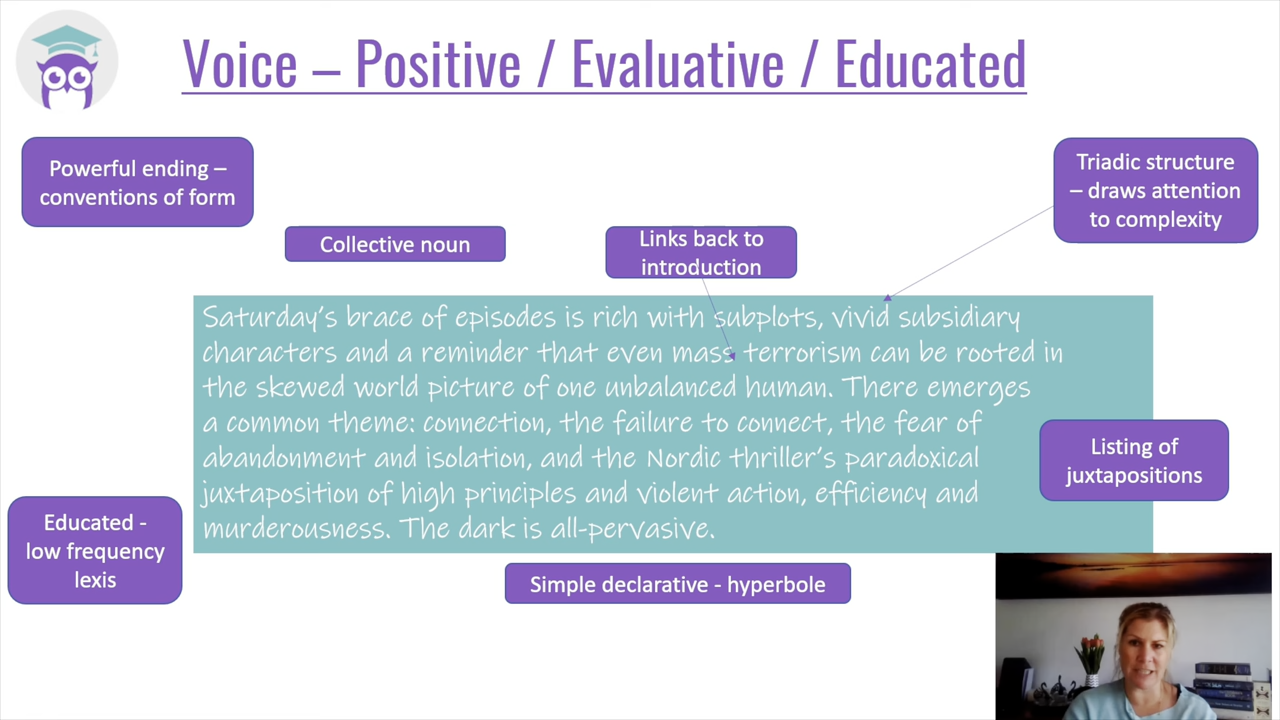 Voice – Positive / Evaluative / Educated
Powerful ending –
conventions of form
Collective noun
Links back to
introduction
Triadic structure
– draws attention
to complexity
Saturday's brace of episodes is rich with subplots, vivid subsidiary
characters and a reminder that even mass terrorism can be rooted in
the skewed world picture of one unbalanced human. There emerges
a common theme: connection, the failure to connect, the fear of
abandonment and isolation, and the Nordic thriller's paradoxical
juxtaposition of high principles and violent action, efficiency and
murderousness. The dark is all-pervasive.
Listing of
juxtapositions
Educated -
low frequency
lexis
Simple declarative - hyperbole